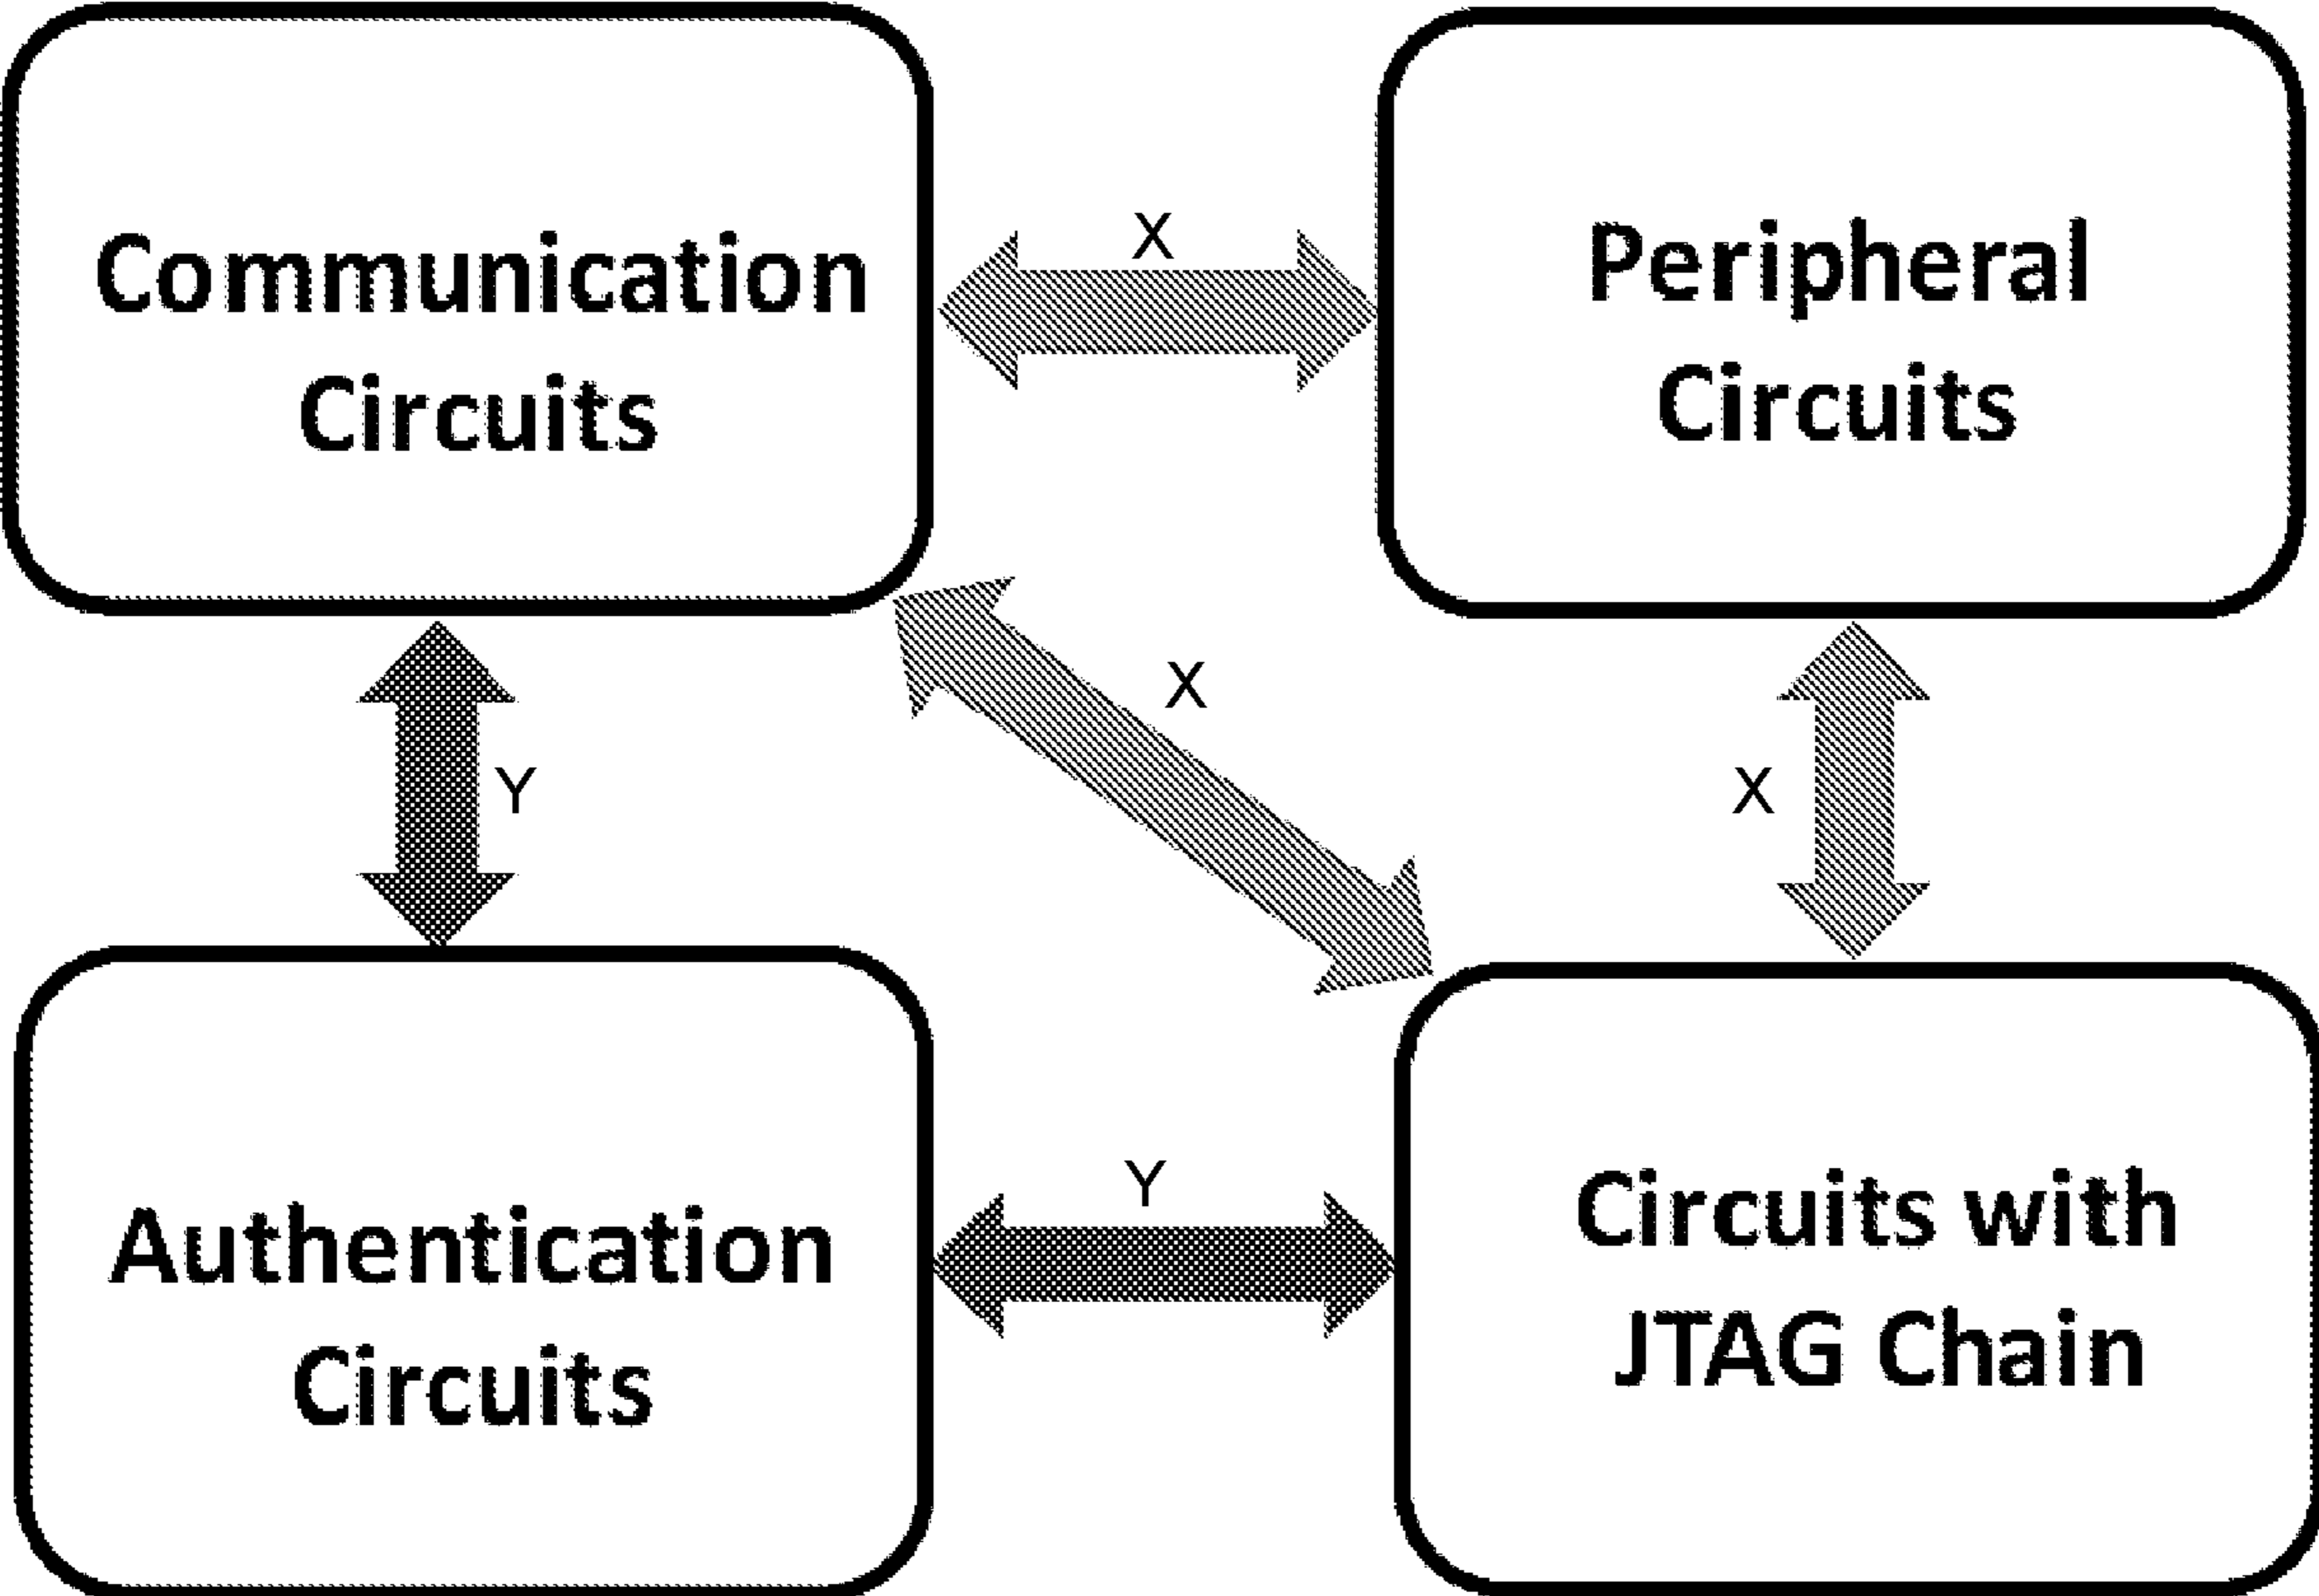 Communication
Circuits
X
Peripheral
Circuits
X
Y
X
Authentication
Circuits
Y
Circuits with
JTAG Chain